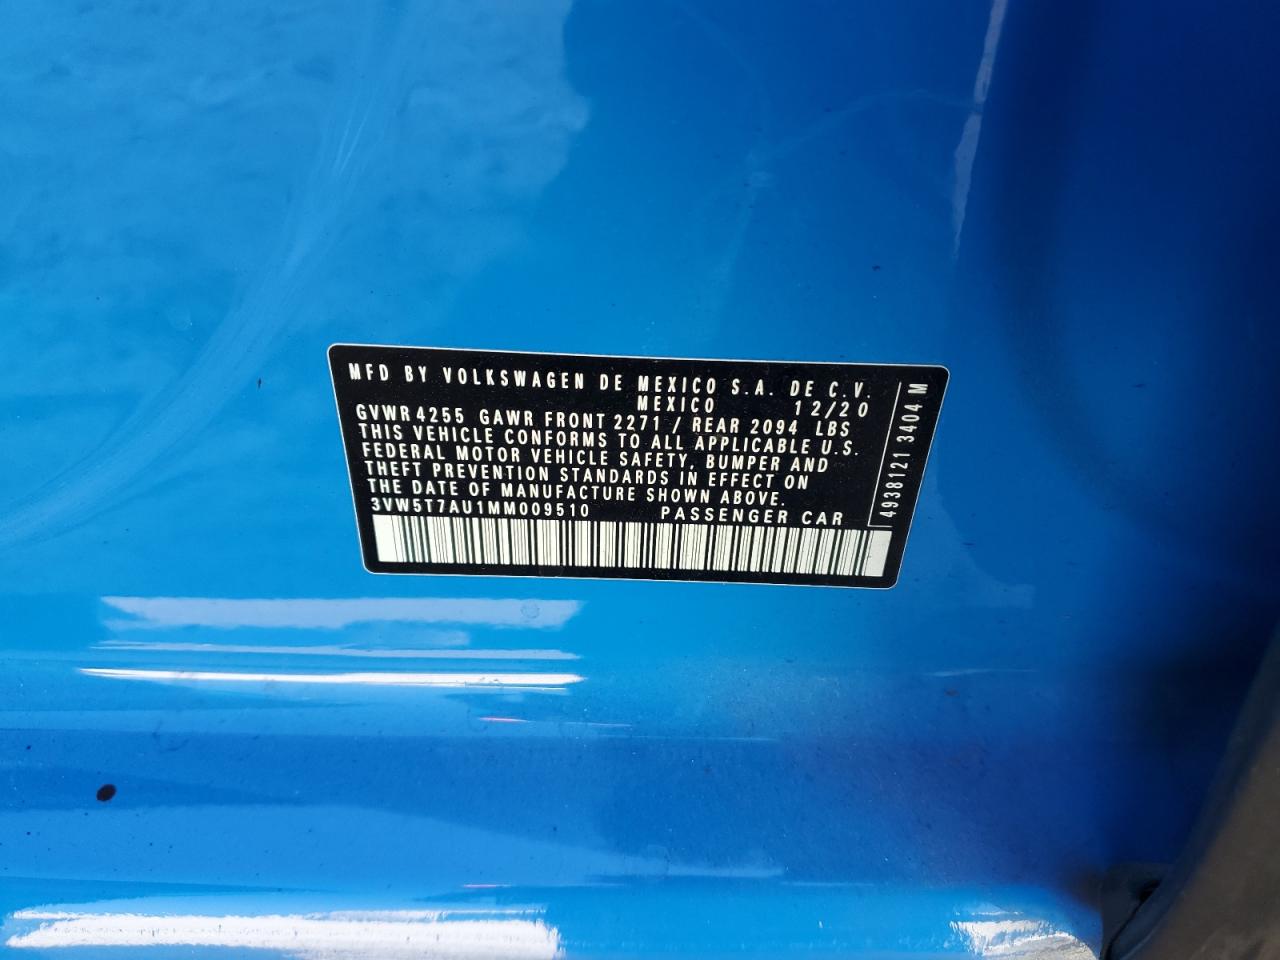 MFD BY VOLKSWAGEN DE MEXICO S.A. DE C.V.
MEXICO 12/20
GVWR 4255 GAWR FRONT 2271 / REAR 2094 LBS
THIS VEHICLE CONFORMS TO ALL APPLICABLE U.S.
FEDERAL MOTOR VEHICLE SAFETY, BUMPER AND
THEFT PREVENTION STANDARDS IN EFFECT ON
THE DATE OF MANUFACTURE SHOWN ABOVE.
3VW5T7AU1MM009510 PASSENGER CAR
4938121 3404 M